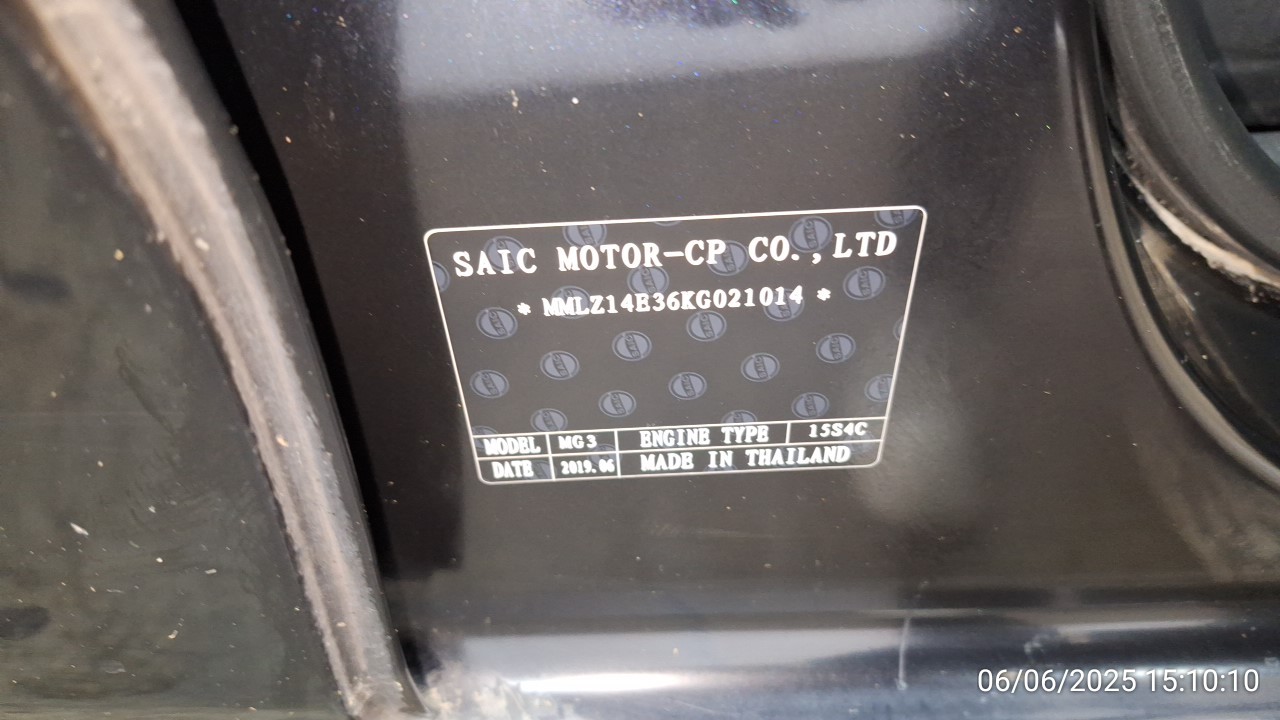 SAIC MOTOR-CP CO.,LTD
* MMLZ14E36KG021014 *
MODEL MG3 ENGINE TYPE 15S4C
DATE 2019.06 MADE IN THAILAND
06/06/2025 15:10:10